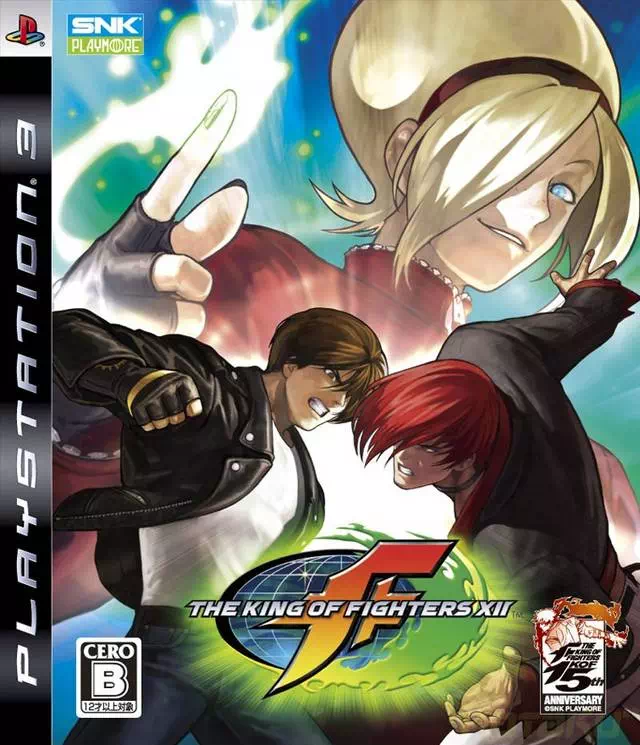 SNK
PLAYMORE
PLAYSTATION 3
THE KING OF FIGHTERS XII
TM
CERO
B
12才以上対象
THE KING OF
FIGHTERS
KOF
15th
ANNIVERSARY
©SNK PLAYMORE